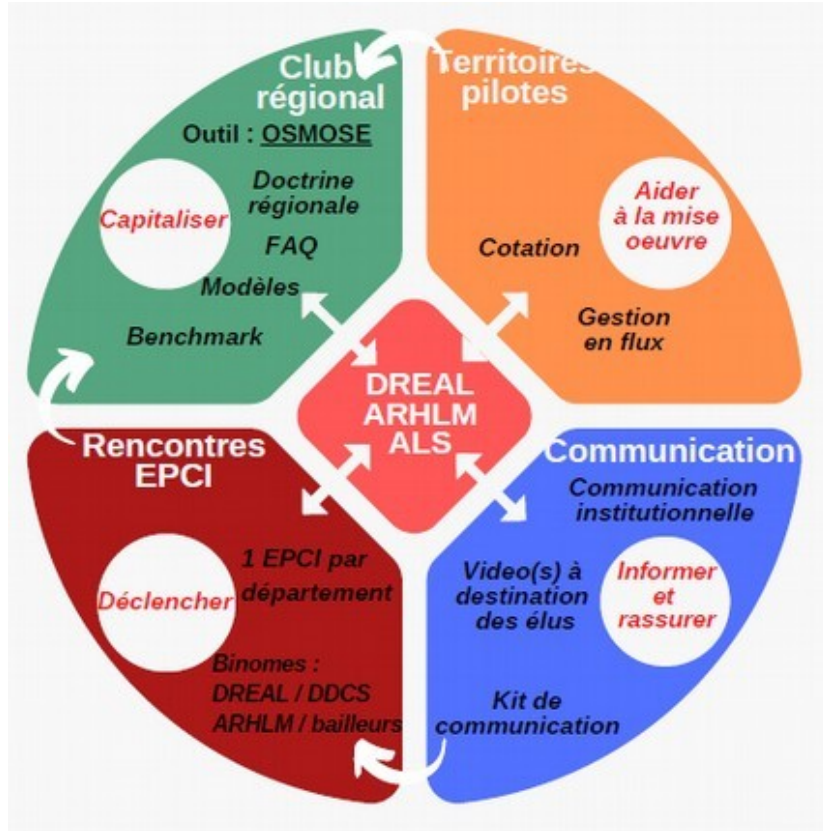 Club
régional
Outil : OSMOSE
Doctrine
régionale
Capitaliser
FAQ
Modèles
Benchmark
Territoires
pilotes
Aider
à la mise
oeuvre
Cotation
Gestion
en flux
DREAL
ARHLM
ALS
Rencontres
EPCI
1 EPCI par
département
Déclencher
Binomes :
DREAL / DDCS
ARHLM / bailleurs
Communication
Communication
institutionnelle
Video(s) à
destination
des élus
Informer
et
rassurer
Kit de
communication